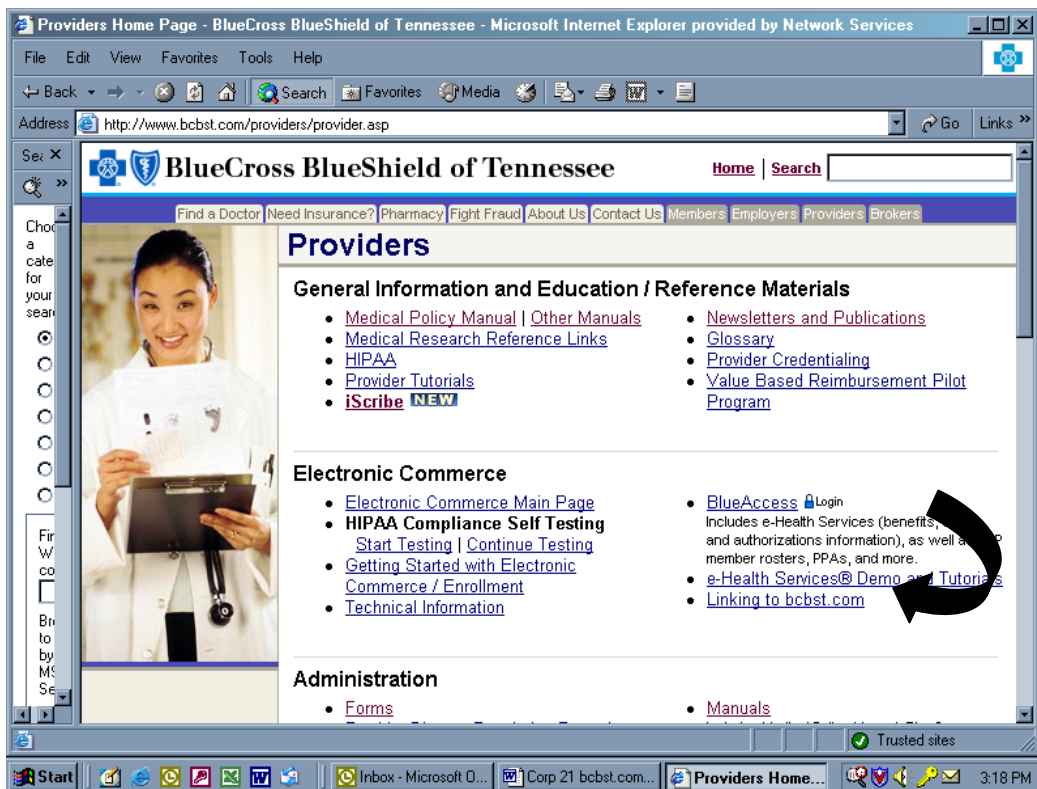 Providers Home Page - BlueCross BlueShield of Tennessee - Microsoft Internet Explorer provided by Network Services
File Edit View Favorites Tools Help
Back Search Favorites Media
Address http://www.bcbst.com/providers/provider.asp Go Links »
BlueCross BlueShield of Tennessee Home | Search
»
Find a Doctor Need Insurance? Pharmacy Fight Fraud About Us Contact Us Members Employers Providers Brokers
a
for
your
Providers
General Information and Education / Reference Materials
• Medical Policy Manual | Other Manuals
• Medical Research Reference Links
• HIPAA
• Provider Tutorials
• iScribe NEW
• Newsletters and Publications
• Glossary
• Provider Credentialing
• Value Based Reimbursement Pilot
Program
to
by
Electronic Commerce
• Electronic Commerce Main Page
• HIPAA Compliance Self Testing
Start Testing | Continue Testing
• Getting Started with Electronic
Commerce / Enrollment
• Technical Information
• BlueAccess Login
Includes e-Health Services (benefits,
and authorizations information), as well
member rosters, PPAs, and more.
• e-Health Services® Demo and Tutorials
• Linking to bcbst.com
Administration
• Forms
• Manuals
Trusted sites
Start Inbox - Microsoft O... Corp 21 bcbst.com... Providers Home... 3:18 PM